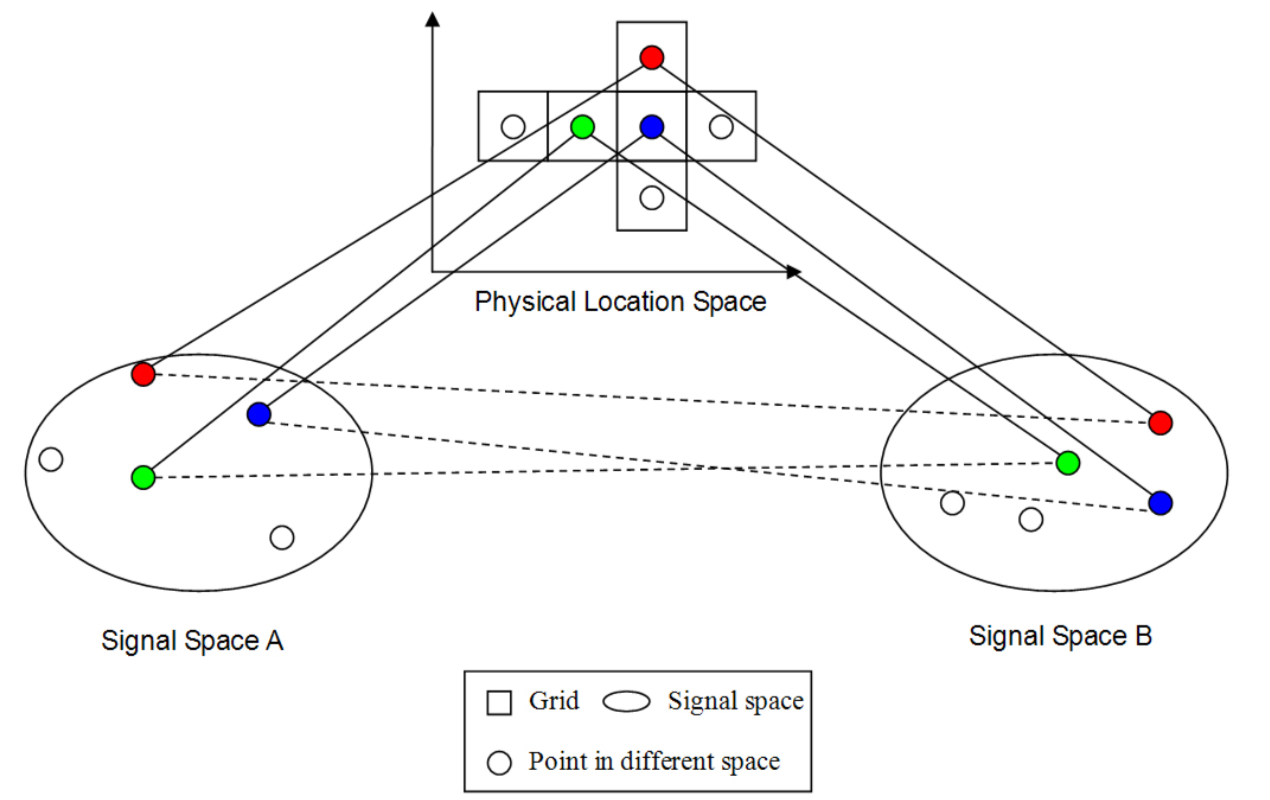 Physical Location Space
Signal Space A
Signal Space B
Grid
Signal space
Point in different space